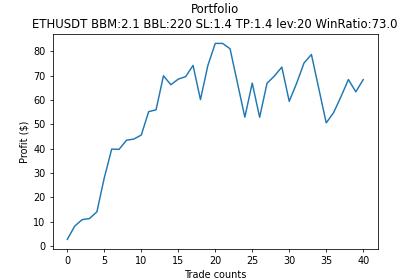 Portfolio
ETHUSDT BBM:2.1 BBL:220 SL:1.4 TP:1.4 lev:20 WinRatio:73.0
80
70
60
50
40
30
20
10
0
Profit ($)
0 5 10 15 20 25 30 35 40
Trade counts